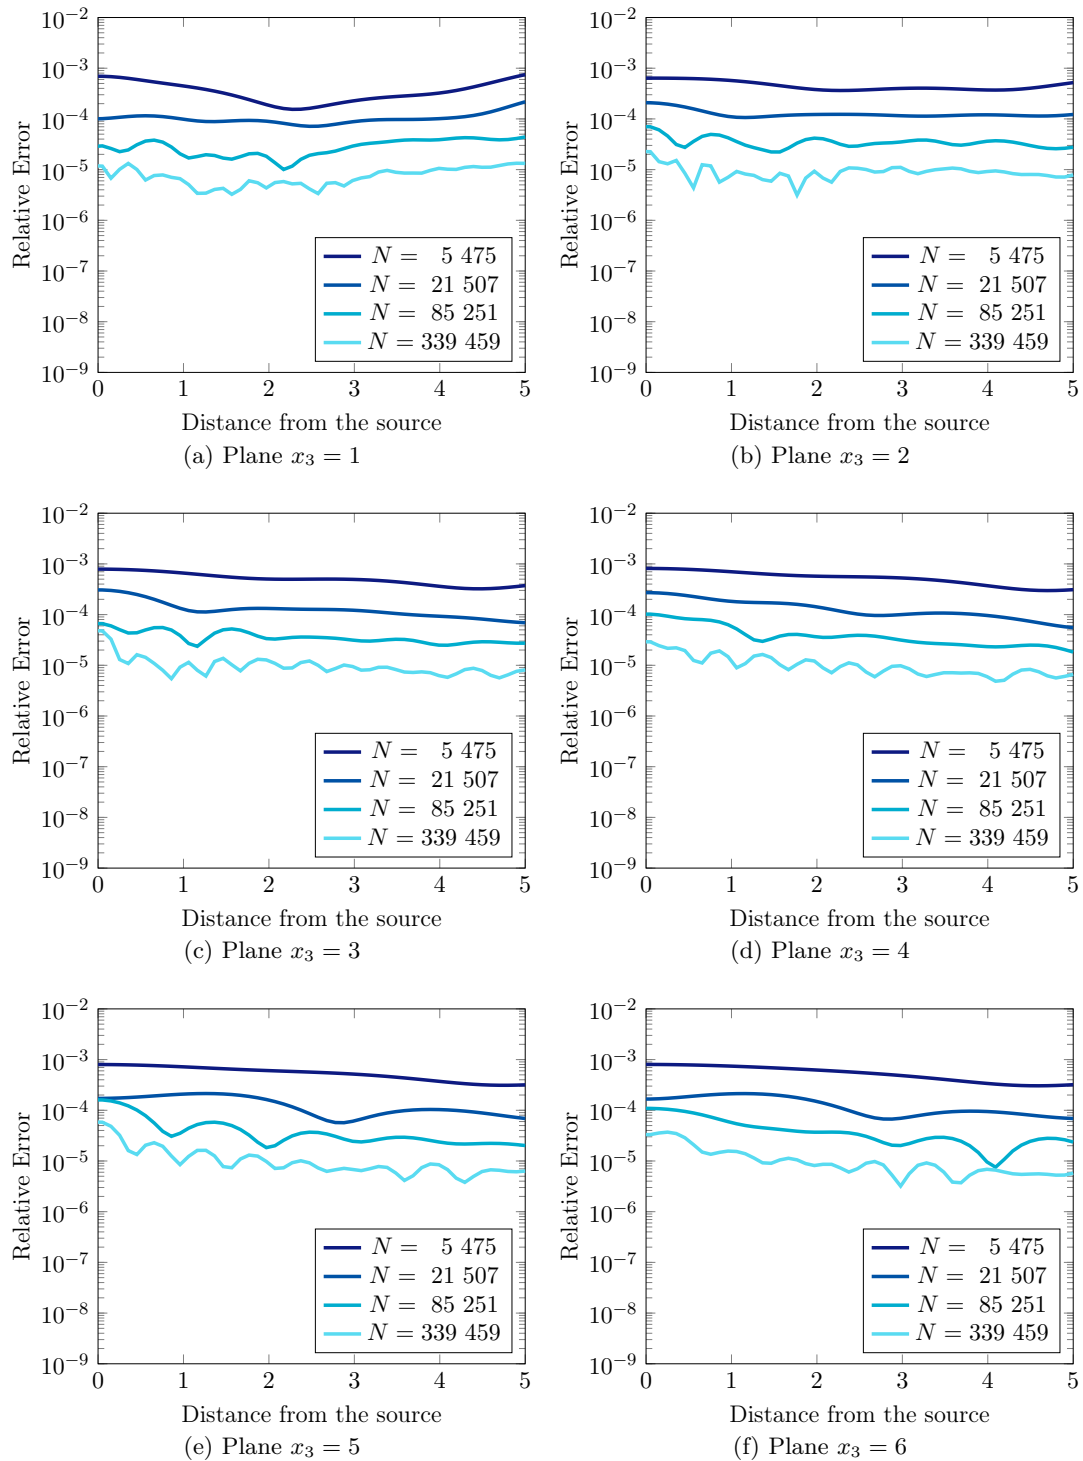 10⁻²
10⁻³
10⁻⁴
10⁻⁵
10⁻⁶
10⁻⁷
10⁻⁸
10⁻⁹
Relative Error
N = 5 475
N = 21 507
N = 85 251
N = 339 459
0 1 2 3 4 5
Distance from the source
(a) Plane x₃ = 1
10⁻²
10⁻³
10⁻⁴
10⁻⁵
10⁻⁶
10⁻⁷
10⁻⁸
10⁻⁹
Relative Error
N = 5 475
N = 21 507
N = 85 251
N = 339 459
0 1 2 3 4 5
Distance from the source
(b) Plane x₃ = 2
10⁻²
10⁻³
10⁻⁴
10⁻⁵
10⁻⁶
10⁻⁷
10⁻⁸
10⁻⁹
Relative Error
N = 5 475
N = 21 507
N = 85 251
N = 339 459
0 1 2 3 4 5
Distance from the source
(c) Plane x₃ = 3
10⁻²
10⁻³
10⁻⁴
10⁻⁵
10⁻⁶
10⁻⁷
10⁻⁸
10⁻⁹
Relative Error
N = 5 475
N = 21 507
N = 85 251
N = 339 459
0 1 2 3 4 5
Distance from the source
(d) Plane x₃ = 4
10⁻²
10⁻³
10⁻⁴
10⁻⁵
10⁻⁶
10⁻⁷
10⁻⁸
10⁻⁹
Relative Error
N = 5 475
N = 21 507
N = 85 251
N = 339 459
0 1 2 3 4 5
Distance from the source
(e) Plane x₃ = 5
10⁻²
10⁻³
10⁻⁴
10⁻⁵
10⁻⁶
10⁻⁷
10⁻⁸
10⁻⁹
Relative Error
N = 5 475
N = 21 507
N = 85 251
N = 339 459
0 1 2 3 4 5
Distance from the source
(f) Plane x₃ = 6